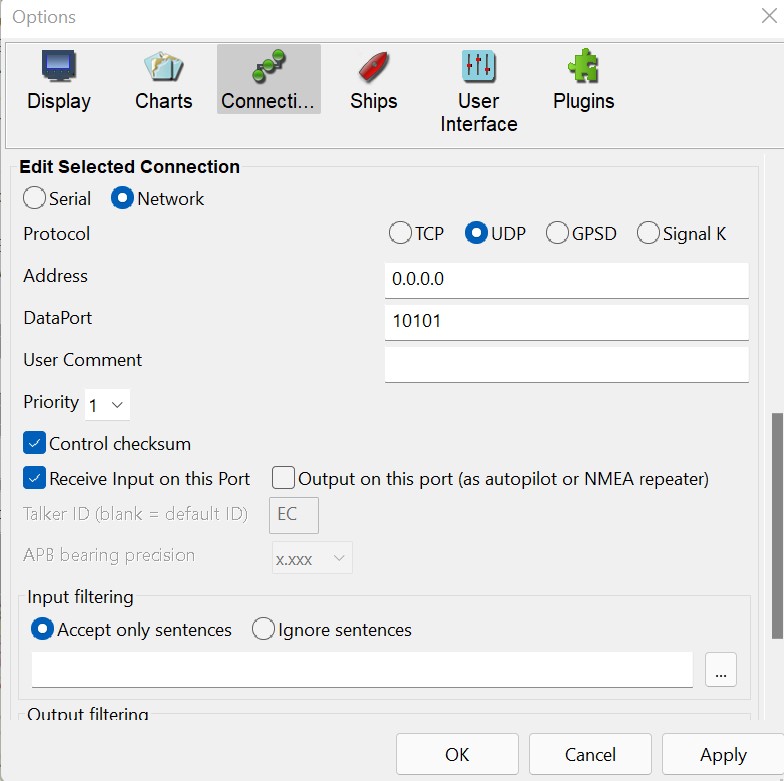 Options
Display
Charts
Connecti...
Ships
User
Interface
Plugins
Edit Selected Connection
Serial Network
Protocol TCP UDP GPSD Signal K
Address 0.0.0.0
DataPort 10101
User Comment
Priority 1
Control checksum
Receive Input on this Port Output on this port (as autopilot or NMEA repeater)
Talker ID (blank = default ID) EC
APB bearing precision x.xxx
Input filtering
Accept only sentences Ignore sentences
...
Output filtering
OK Cancel Apply